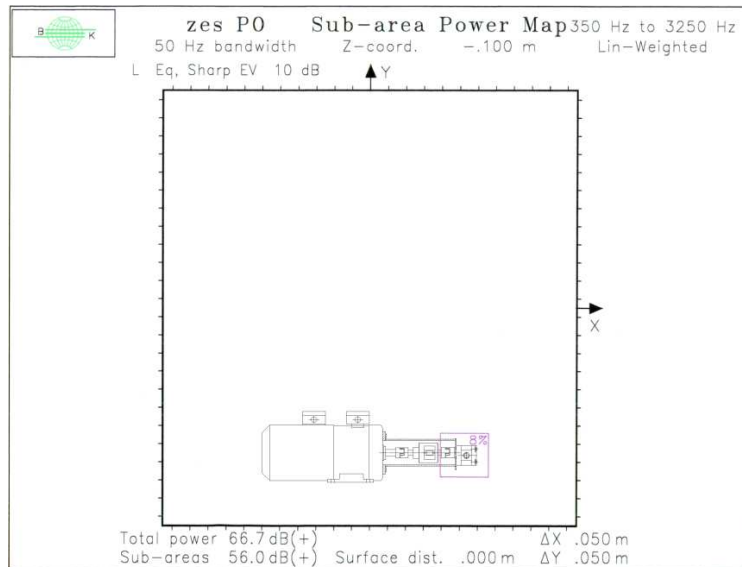 B K
zes PO Sub-area Power Map 350 Hz to 3250 Hz
50 Hz bandwidth Z-coord. -.100 m Lin-Weighted
L Eq, Sharp EV 10 dB
Y
X
8%
Total power 66.7 dB(+) ΔX .050 m
Sub-areas 56.0 dB(+) Surface dist. .000 m ΔY .050 m